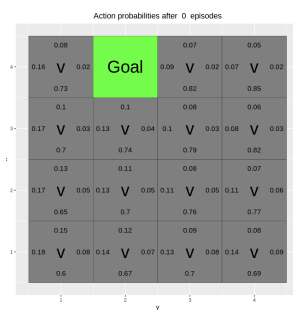 Action probabilities after 0 episodes
0.08 0.07 0.05
4 0.16 V 0.02 Goal 0.09 V 0.02 0.07 V 0.02
0.73 0.82 0.85
0.1 0.1 0.08 0.06
3 0.17 V 0.03 0.13 V 0.04 0.1 V 0.03 0.08 V 0.03
0.7 0.74 0.79 0.82
0.13 0.11 0.08 0.07
2 0.17 V 0.05 0.13 V 0.05 0.11 V 0.05 0.11 V 0.06
0.65 0.7 0.76 0.77
0.15 0.12 0.09 0.08
1 0.18 V 0.08 0.14 V 0.07 0.13 V 0.08 0.14 V 0.09
0.6 0.67 0.7 0.69
1 2 3 4
y